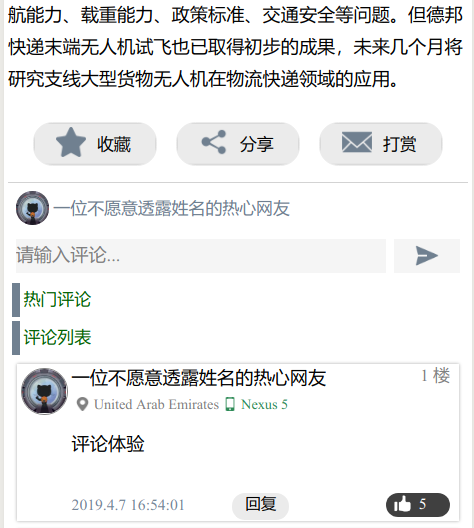 航能力、载重能力、政策标准、交通安全等问题。但德邦
快递末端无人机试飞也已取得初步的成果，未来几个月将
研究支线大型货物无人机在物流快递领域的应用。
收藏 分享 打赏
一位不愿意透露姓名的热心网友
请输入评论...
热门评论
评论列表
一位不愿意透露姓名的热心网友 1 楼
United Arab Emirates Nexus 5
评论体验
2019.4.7 16:54:01 回复 5